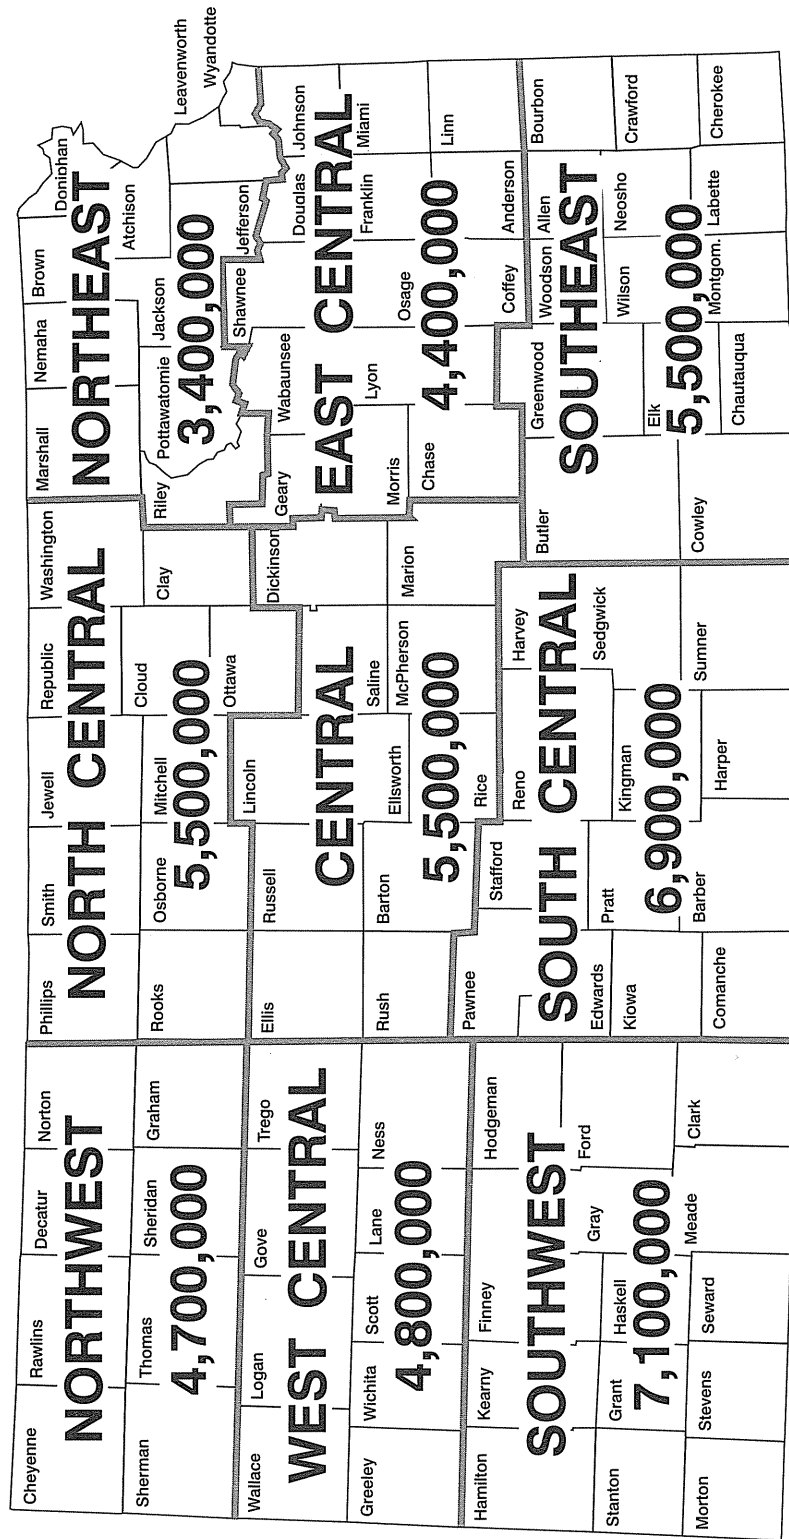 Cheyenne
Rawlins
Decatur
Norton
NORTHWEST
Sherman
Thomas
Sheridan
Graham
4,700,000
Wallace
Logan
Gove
Trego
WEST CENTRAL
Greeley
Wichita
Scott
Lane
Ness
4,800,000
Hamilton
Kearny
Finney
Hodgeman
SOUTHWEST
Stanton
Grant
Haskell
Gray
Ford
7,100,000
Morton
Stevens
Seward
Meade
Clark
Phillips
Smith
Jewell
Republic
Washington
NORTH CENTRAL
Rooks
Osborne
Mitchell
Cloud
Clay
5,500,000
Ottawa
Ellis
Russell
Lincoln
Dickinson
CENTRAL
Saline
Rush
Barton
Ellsworth
McPherson
Marion
5,500,000
Rice
Pawnee
Stafford
Reno
Harvey
SOUTH CENTRAL
Sedgwick
Edwards
Pratt
Kingman
Kiowa
6,900,000
Barber
Sumner
Comanche
Harper
Marshall
Nemaha
Brown
Doniohan
NORTHEAST
Atchison
Leavenworth
Wyandotte
Riley
Pottawatomie
Jackson
3,400,000
Jefferson
Shawnee
Geary
Wabaunsee
Douglas
Johnson
EAST CENTRAL
Morris
Lyon
Franklin
Miami
Osage
Chase
4,400,000
Linn
Coffey
Anderson
Butler
Greenwood
Woodson
Allen
Bourbon
SOUTHEAST
Wilson
Neosho
Crawford
Elk
5,500,000
Cowley
Chautauqua
Montgom.
Labette
Cherokee